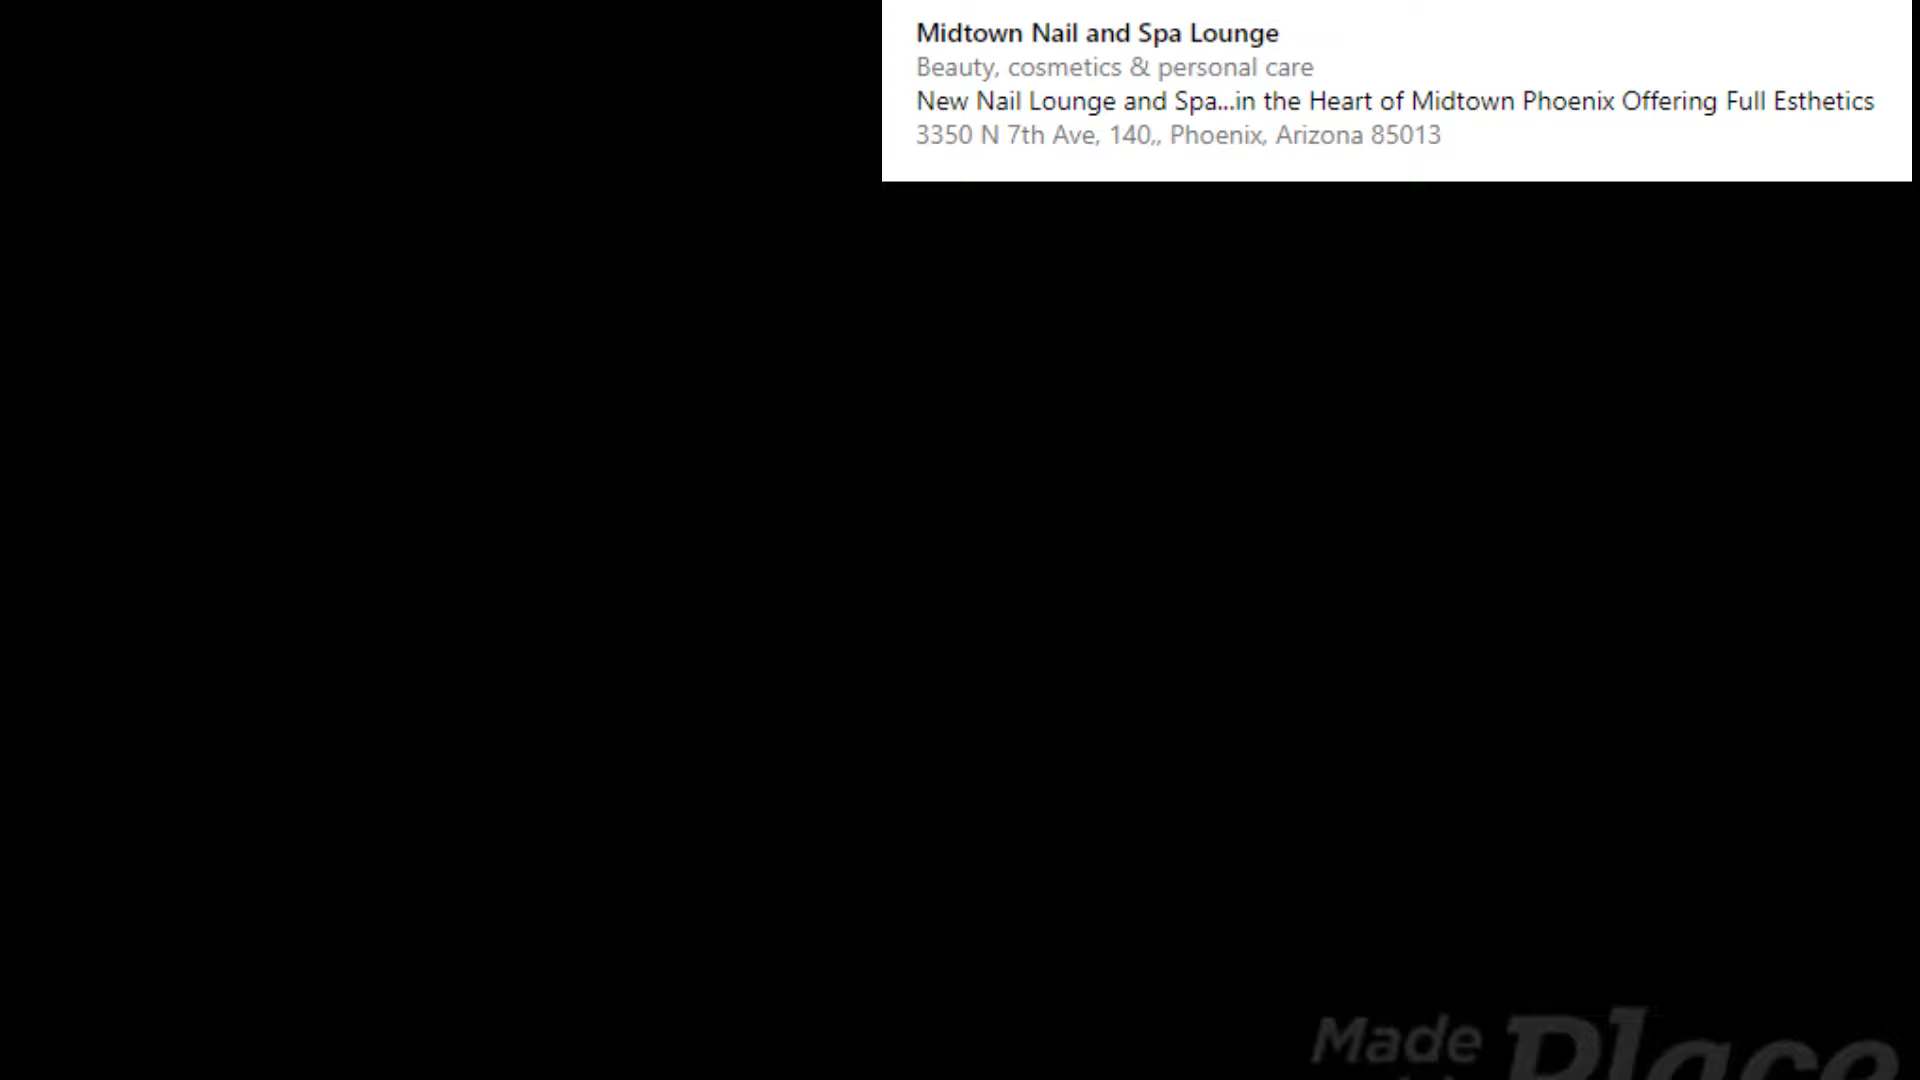 Midtown Nail and Spa Lounge
Beauty, cosmetics & personal care
New Nail Lounge and Spa...in the Heart of Midtown Phoenix Offering Full Esthetics
3350 N 7th Ave, 140,, Phoenix, Arizona 85013
Made
Place